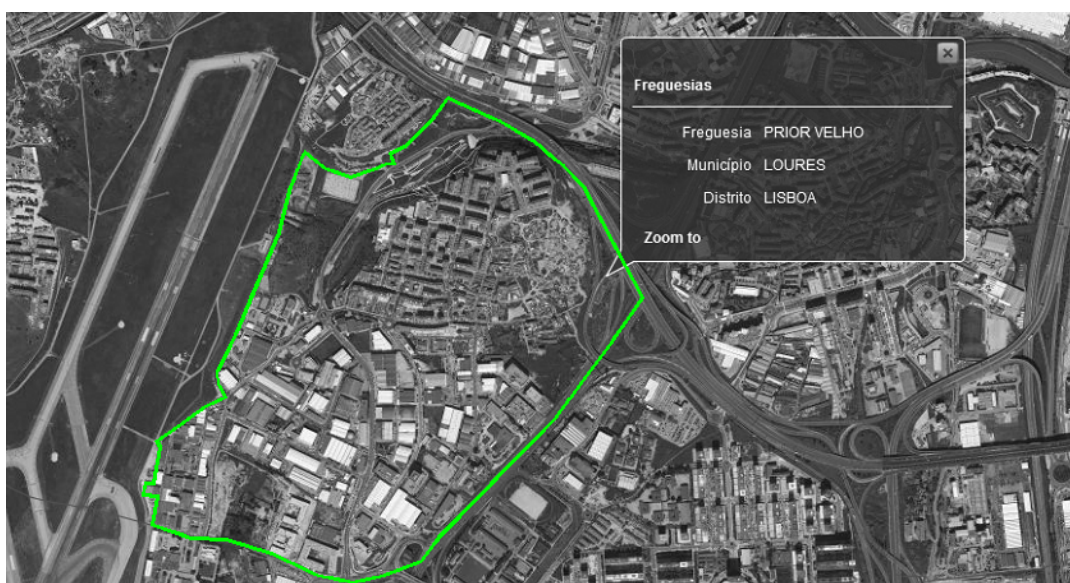 Freguesias
Freguesia PRIOR VELHO
Município LOURES
Distrito LISBOA
Zoom to